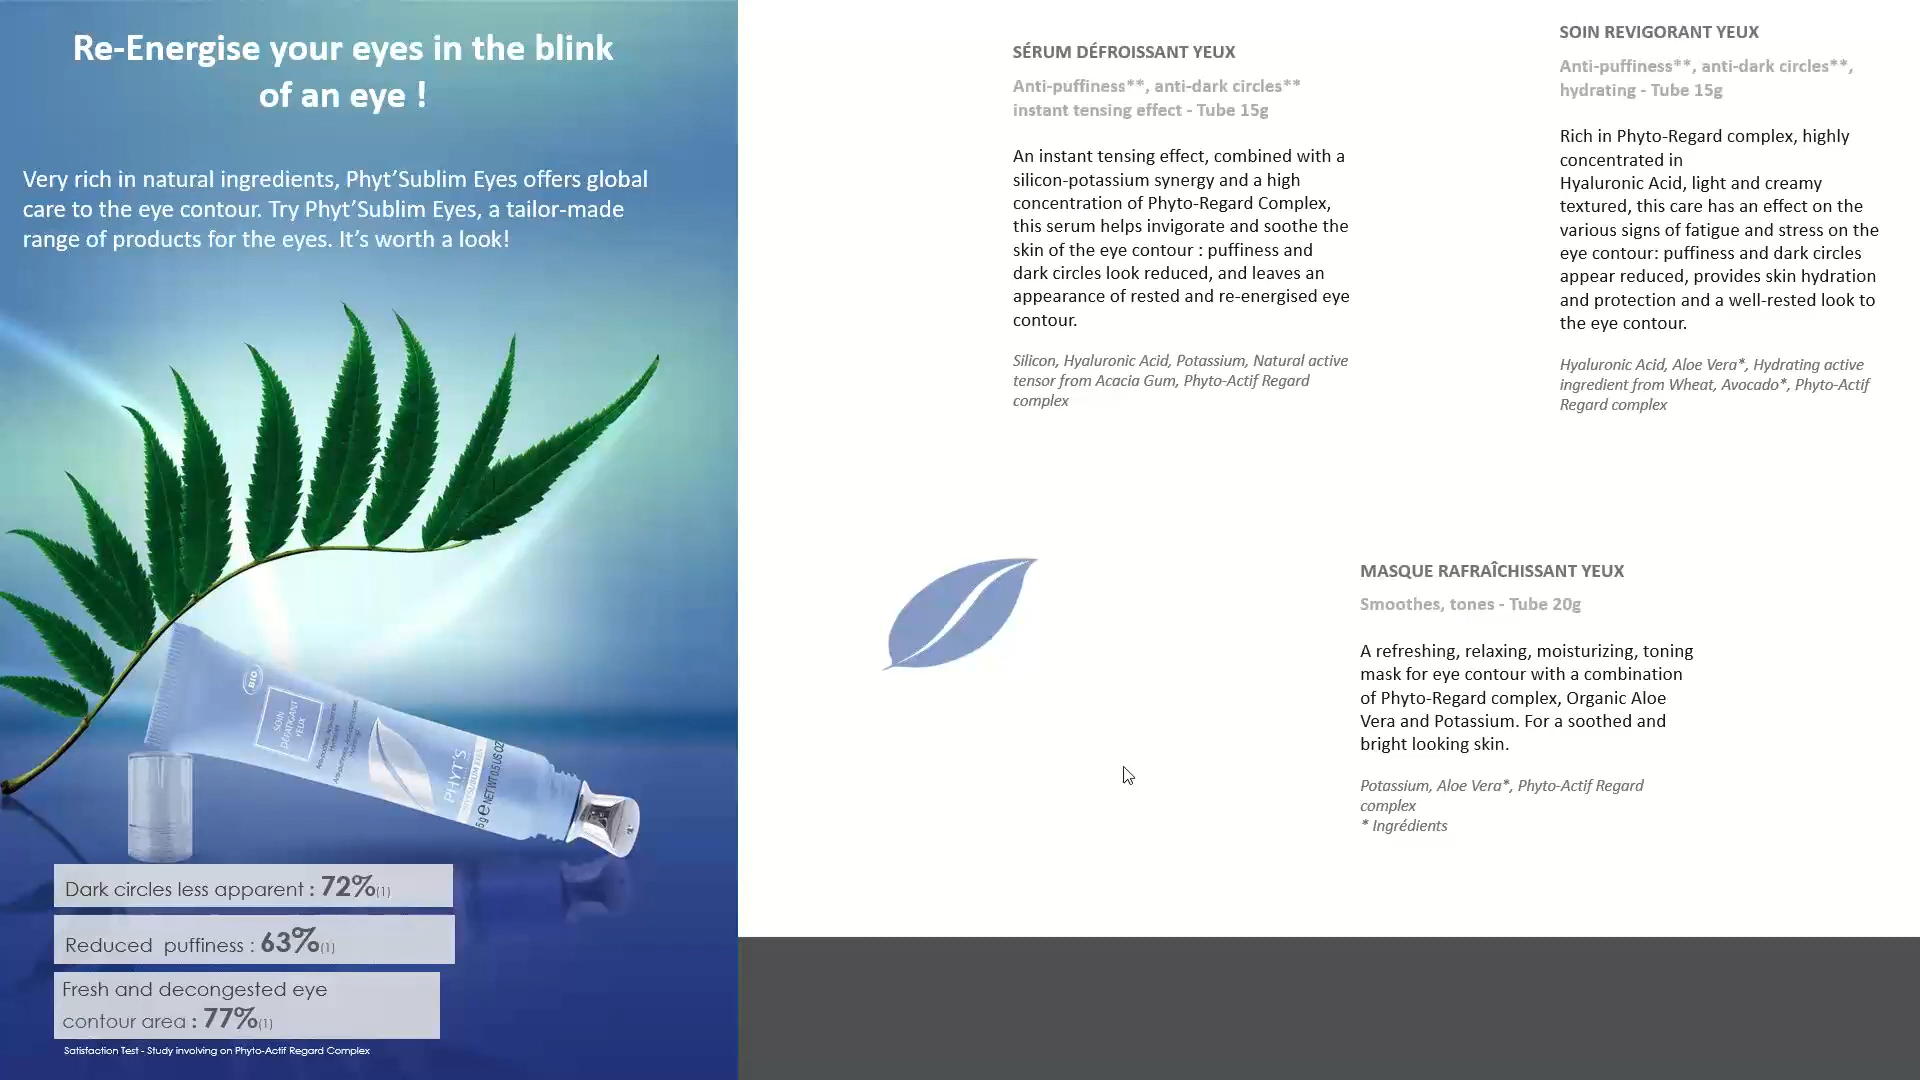 Re-Energise your eyes in the blink
of an eye !
Very rich in natural ingredients, Phyt’Sublim Eyes offers global
care to the eye contour. Try Phyt’Sublim Eyes, a tailor-made
range of products for the eyes. It’s worth a look!
BIO
SOIN
DÉFATIGANT
YEUX
PHYT'S
NET WT 0.5 US OZ
Dark circles less apparent : 72%(1)
Reduced puffiness : 63%(1)
Fresh and decongested eye
contour area : 77%(1)
Satisfaction Test - Study involving on Phyto-Actif Regard Complex
SÉRUM DÉFROISSANT YEUX
Anti-puffiness**, anti-dark circles**
instant tensing effect - Tube 15g
An instant tensing effect, combined with a
silicon-potassium synergy and a high
concentration of Phyto-Regard Complex,
this serum helps invigorate and soothe the
skin of the eye contour : puffiness and
dark circles look reduced, and leaves an
appearance of rested and re-energised eye
contour.
Silicon, Hyaluronic Acid, Potassium, Natural active
tensor from Acacia Gum, Phyto-Actif Regard
complex
SOIN REVIGORANT YEUX
Anti-puffiness**, anti-dark circles**,
hydrating - Tube 15g
Rich in Phyto-Regard complex, highly
concentrated in
Hyaluronic Acid, light and creamy
textured, this care has an effect on the
various signs of fatigue and stress on the
eye contour: puffiness and dark circles
appear reduced, provides skin hydration
and protection and a well-rested look to
the eye contour.
Hyaluronic Acid, Aloe Vera*, Hydrating active
ingredient from Wheat, Avocado*, Phyto-Actif
Regard complex
MASQUE RAFRAÎCHISSANT YEUX
Smoothes, tones - Tube 20g
A refreshing, relaxing, moisturizing, toning
mask for eye contour with a combination
of Phyto-Regard complex, Organic Aloe
Vera and Potassium. For a soothed and
bright looking skin.
Potassium, Aloe Vera*, Phyto-Actif Regard
complex
* Ingrédients